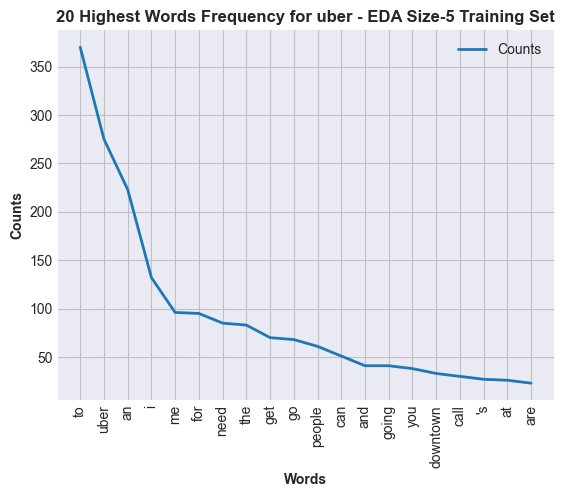 20 Highest Words Frequency for uber - EDA Size-5 Training Set
Counts
350
300
250
200
150
100
50
Counts
to
uber
an
i
me
for
need
the
get
go
people
can
and
going
you
downtown
call
's
at
are
Words